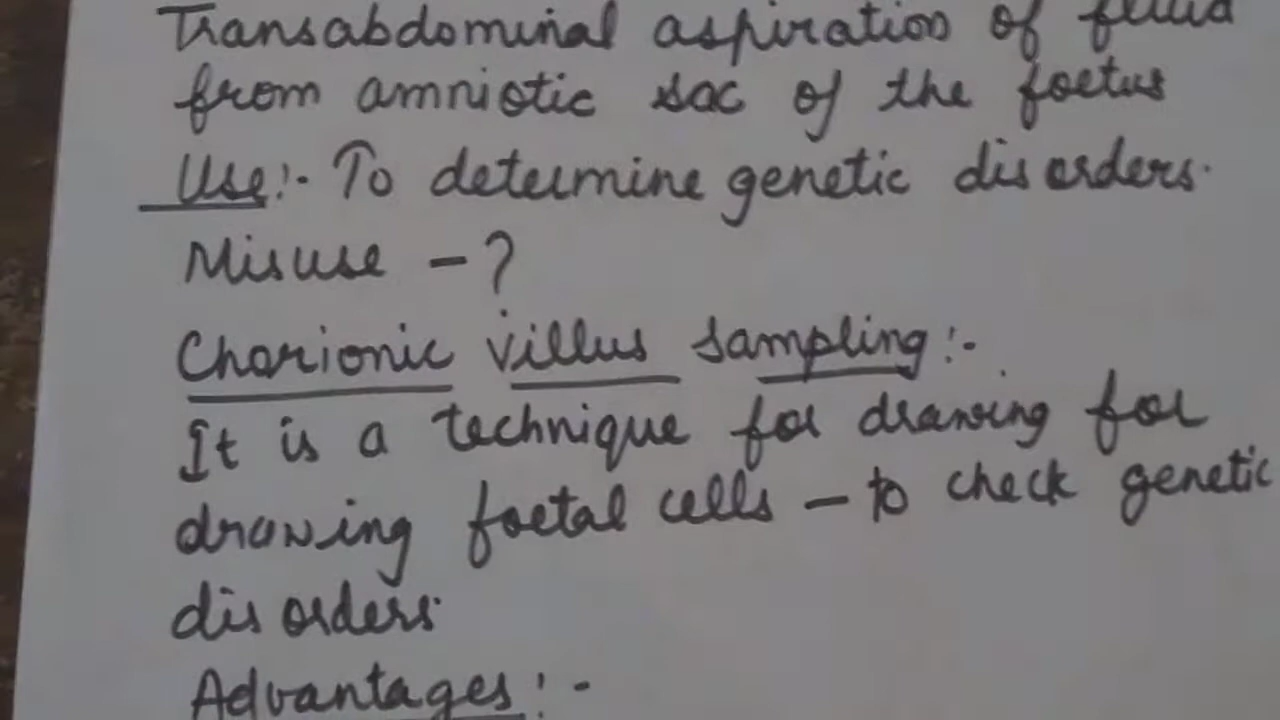 Transabdominal aspiration of fluid
from amniotic sac of the foetus
Use:- To determine genetic disorders.
Misuse - ?
Chorionic villus sampling :-
It is a technique for drawing for
drawing foetal cells - to check genetic
disorders.
Advantages :-